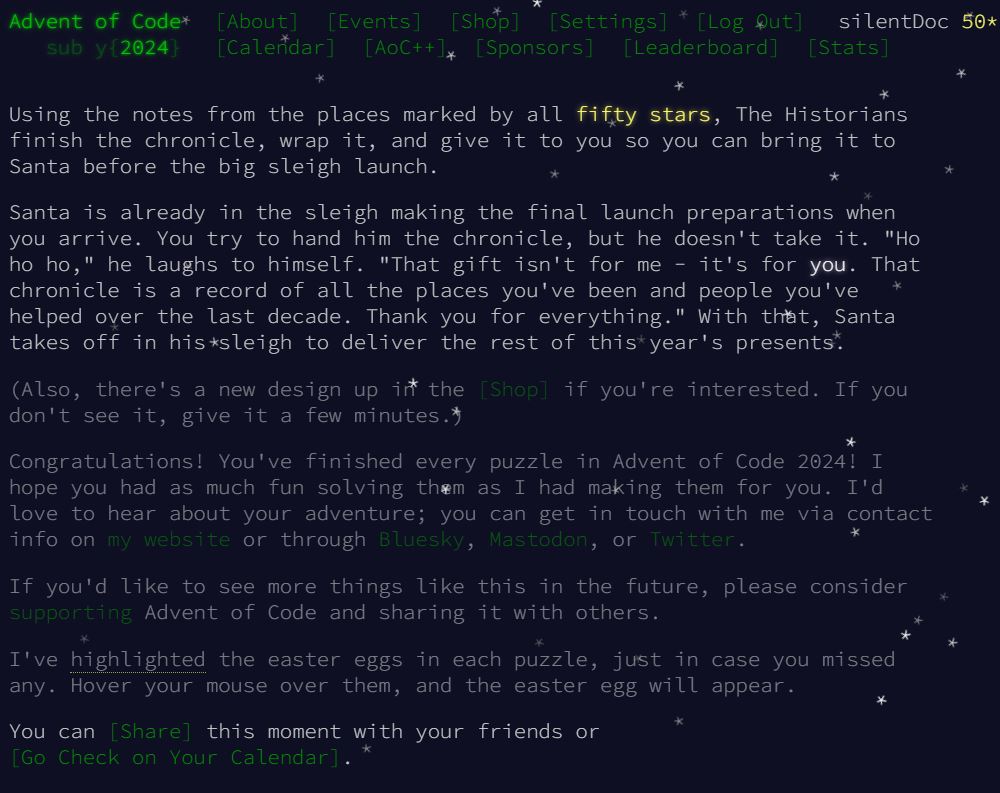 Advent of Code [About] [Events] [Shop] [Settings] [Log Out] silentDoc 50*
sub y{2024} [Calendar] [AoC++] [Sponsors] [Leaderboard] [Stats]
Using the notes from the places marked by all fifty stars, The Historians
finish the chronicle, wrap it, and give it to you so you can bring it to
Santa before the big sleigh launch.
Santa is already in the sleigh making the final launch preparations when
you arrive. You try to hand him the chronicle, but he doesn't take it. "Ho
ho ho," he laughs to himself. "That gift isn't for me - it's for you. That
chronicle is a record of all the places you've been and people you've
helped over the last decade. Thank you for everything." With that, Santa
takes off in his sleigh to deliver the rest of this year's presents.
(Also, there's a new design up in the [Shop] if you're interested. If you
don't see it, give it a few minutes.)
Congratulations! You've finished every puzzle in Advent of Code 2024! I
hope you had as much fun solving them as I had making them for you. I'd
love to hear about your adventure; you can get in touch with me via contact
info on my website or through Bluesky, Mastodon, or Twitter.
If you'd like to see more things like this in the future, please consider
supporting Advent of Code and sharing it with others.
I've highlighted the easter eggs in each puzzle, just in case you missed
any. Hover your mouse over them, and the easter egg will appear.
You can [Share] this moment with your friends or
[Go Check on Your Calendar].